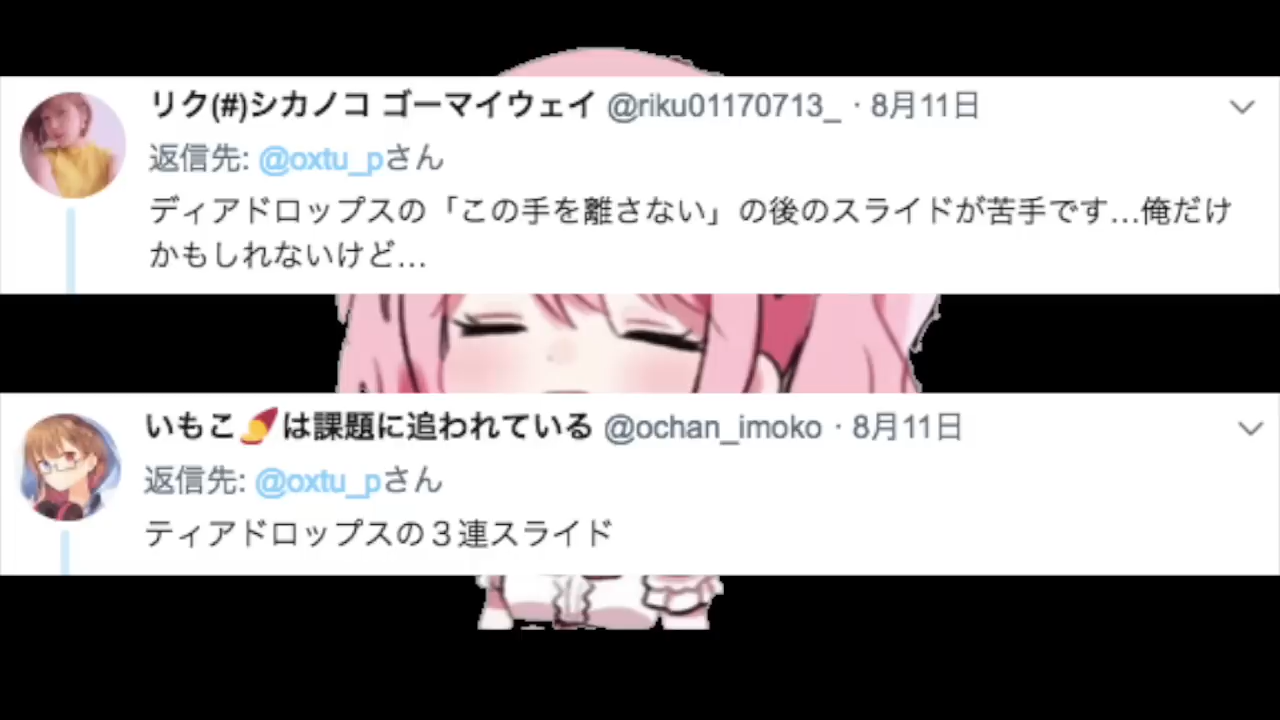 リク(#)シカノコ ゴーマイウェイ @riku01170713_ · 8月11日
返信先: @oxtu_pさん
ディアドロップスの「この手を離さない」の後のスライドが苦手です...俺だけ
かもしれないけど...
いもこ🍠は課題に追われている @ochan_imoko · 8月11日
返信先: @oxtu_pさん
ティアドロップスの３連スライド